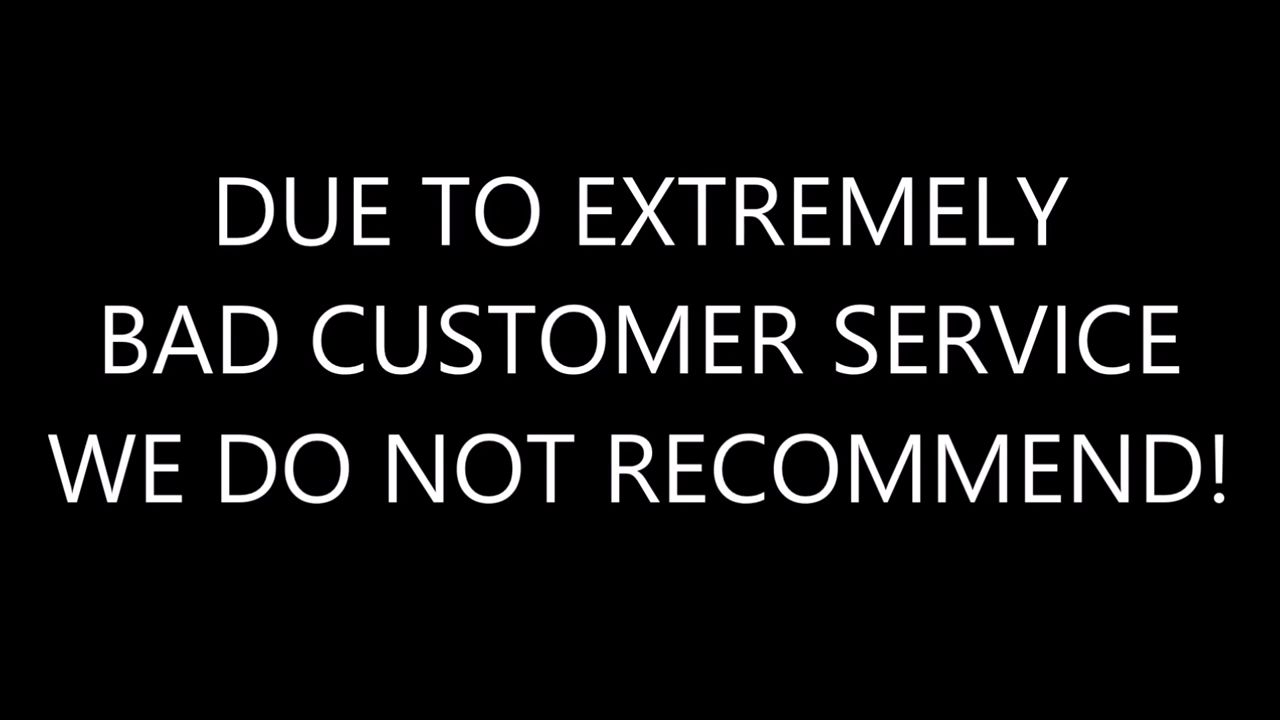 DUE TO EXTREMELY
BAD CUSTOMER SERVICE
WE DO NOT RECOMMEND!